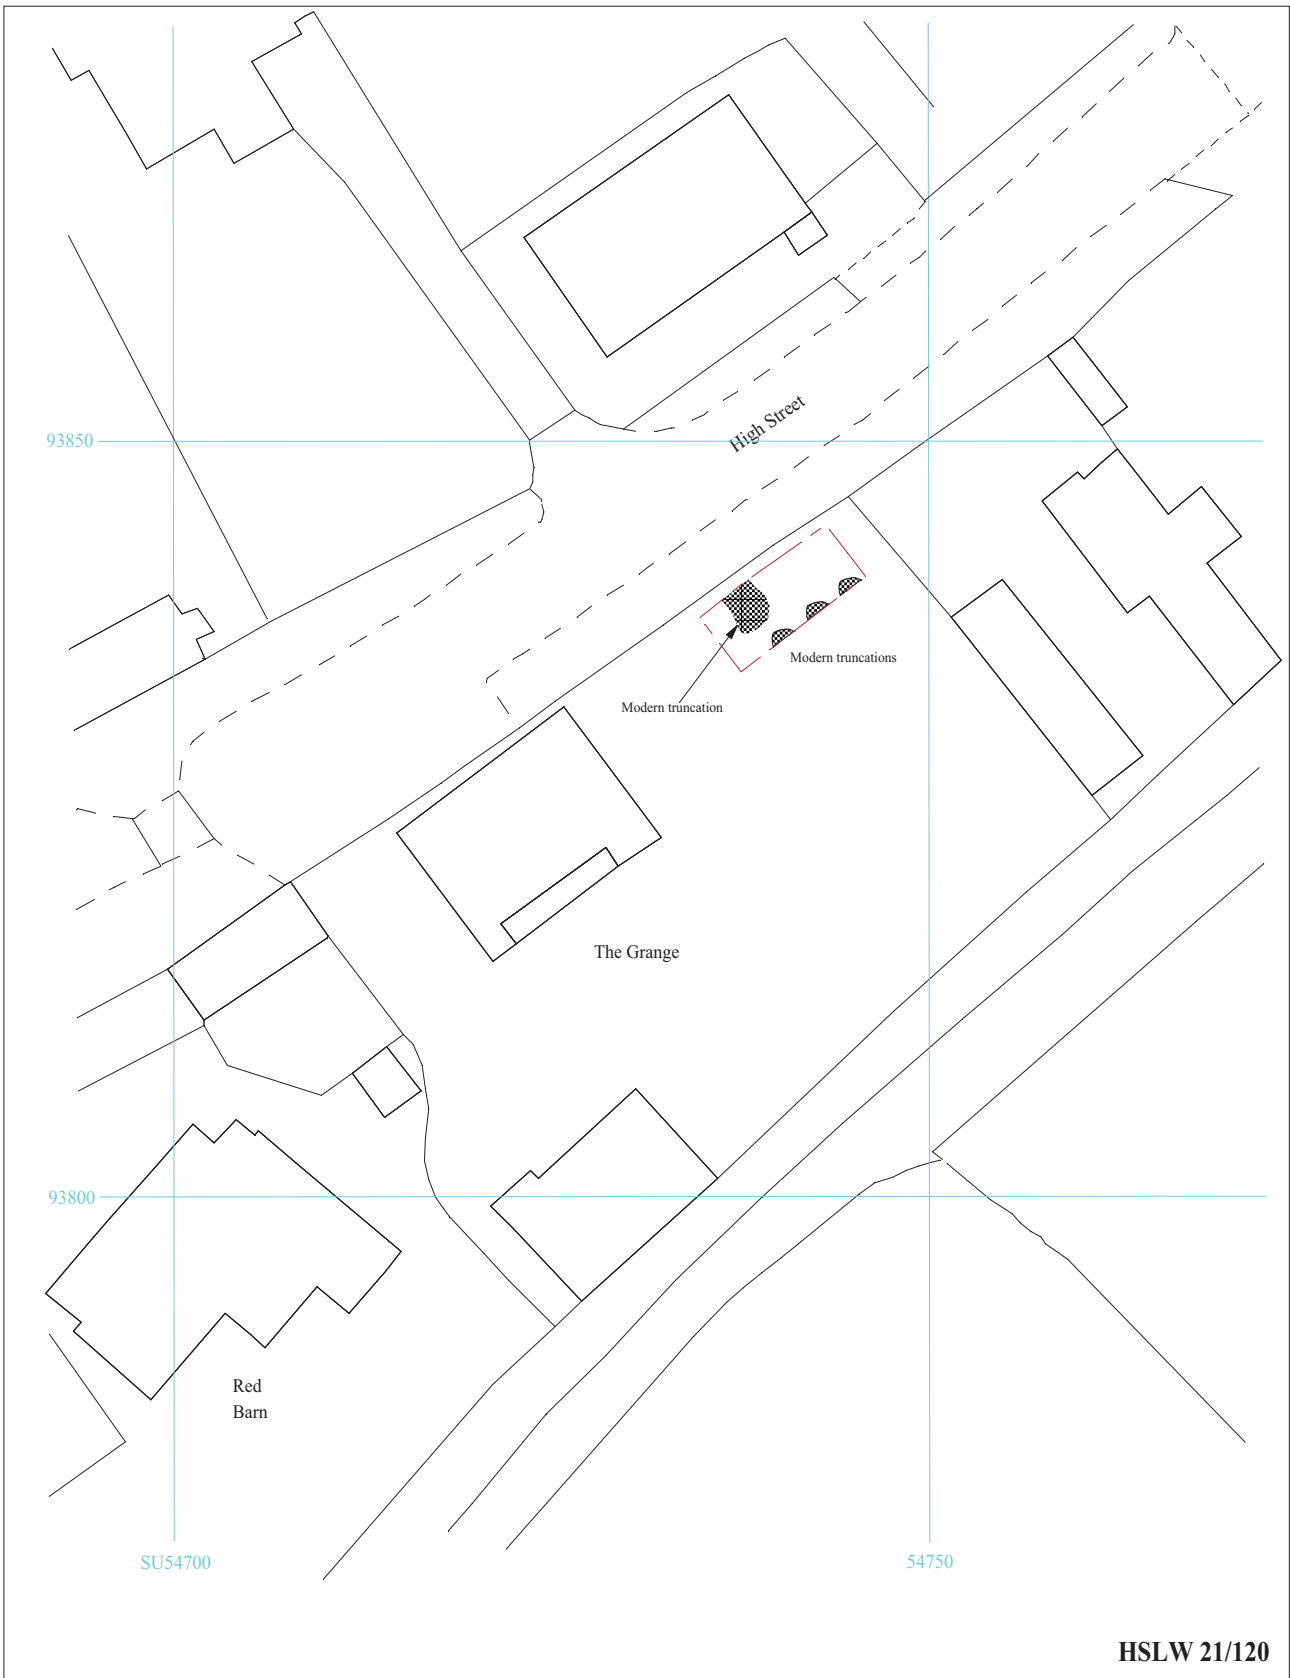 High Street
93850
Modern truncations
Modern truncation
The Grange
93800
Red
Barn
SU54700
54750
HSLW 21/120